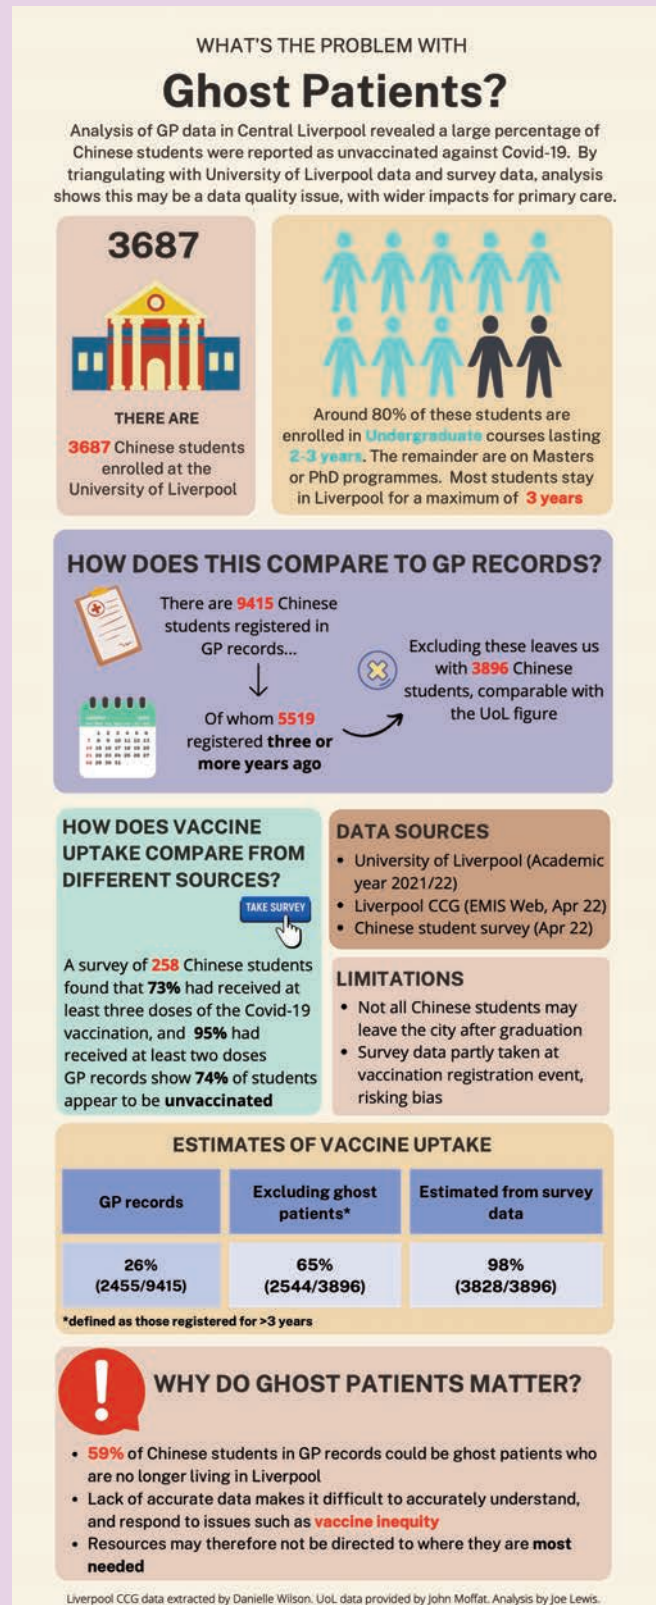 WHAT'S THE PROBLEM WITH
Ghost Patients?
Analysis of GP data in Central Liverpool revealed a large percentage of
Chinese students were reported as unvaccinated against Covid-19. By
triangulating with University of Liverpool data and survey data, analysis
shows this may be a data quality issue, with wider impacts for primary care.
3687
THERE ARE
3687 Chinese students
enrolled at the
University of Liverpool
Around 80% of these students are
enrolled in Undergraduate courses lasting
2-3 years. The remainder are on Masters
or PhD programmes. Most students stay
in Liverpool for a maximum of 3 years
HOW DOES THIS COMPARE TO GP RECORDS?
There are 9415 Chinese
students registered in
GP records...
Of whom 5519
registered three or
more years ago
Excluding these leaves us
with 3896 Chinese
students, comparable with
the UoL figure
HOW DOES VACCINE
UPTAKE COMPARE FROM
DIFFERENT SOURCES?
TAKE SURVEY
A survey of 258 Chinese students
found that 73% had received at
least three doses of the Covid-19
vaccination, and 95% had
received at least two doses
GP records show 74% of students
appear to be unvaccinated
DATA SOURCES
• University of Liverpool (Academic
year 2021/22)
• Liverpool CCG (EMIS Web, Apr 22)
• Chinese student survey (Apr 22)
LIMITATIONS
• Not all Chinese students may
leave the city after graduation
• Survey data partly taken at
vaccination registration event,
risking bias
ESTIMATES OF VACCINE UPTAKE
GP records
Excluding ghost
patients*
Estimated from survey
data
26%
(2455/9415)
65%
(2544/3896)
98%
(3828/3896)
*defined as those registered for >3 years
WHY DO GHOST PATIENTS MATTER?
• 59% of Chinese students in GP records could be ghost patients who
are no longer living in Liverpool
• Lack of accurate data makes it difficult to accurately understand,
and respond to issues such as vaccine inequity
• Resources may therefore not be directed to where they are most
needed
Liverpool CCG data extracted by Danielle Wilson. UoL data provided by John Moffat. Analysis by Joe Lewis.